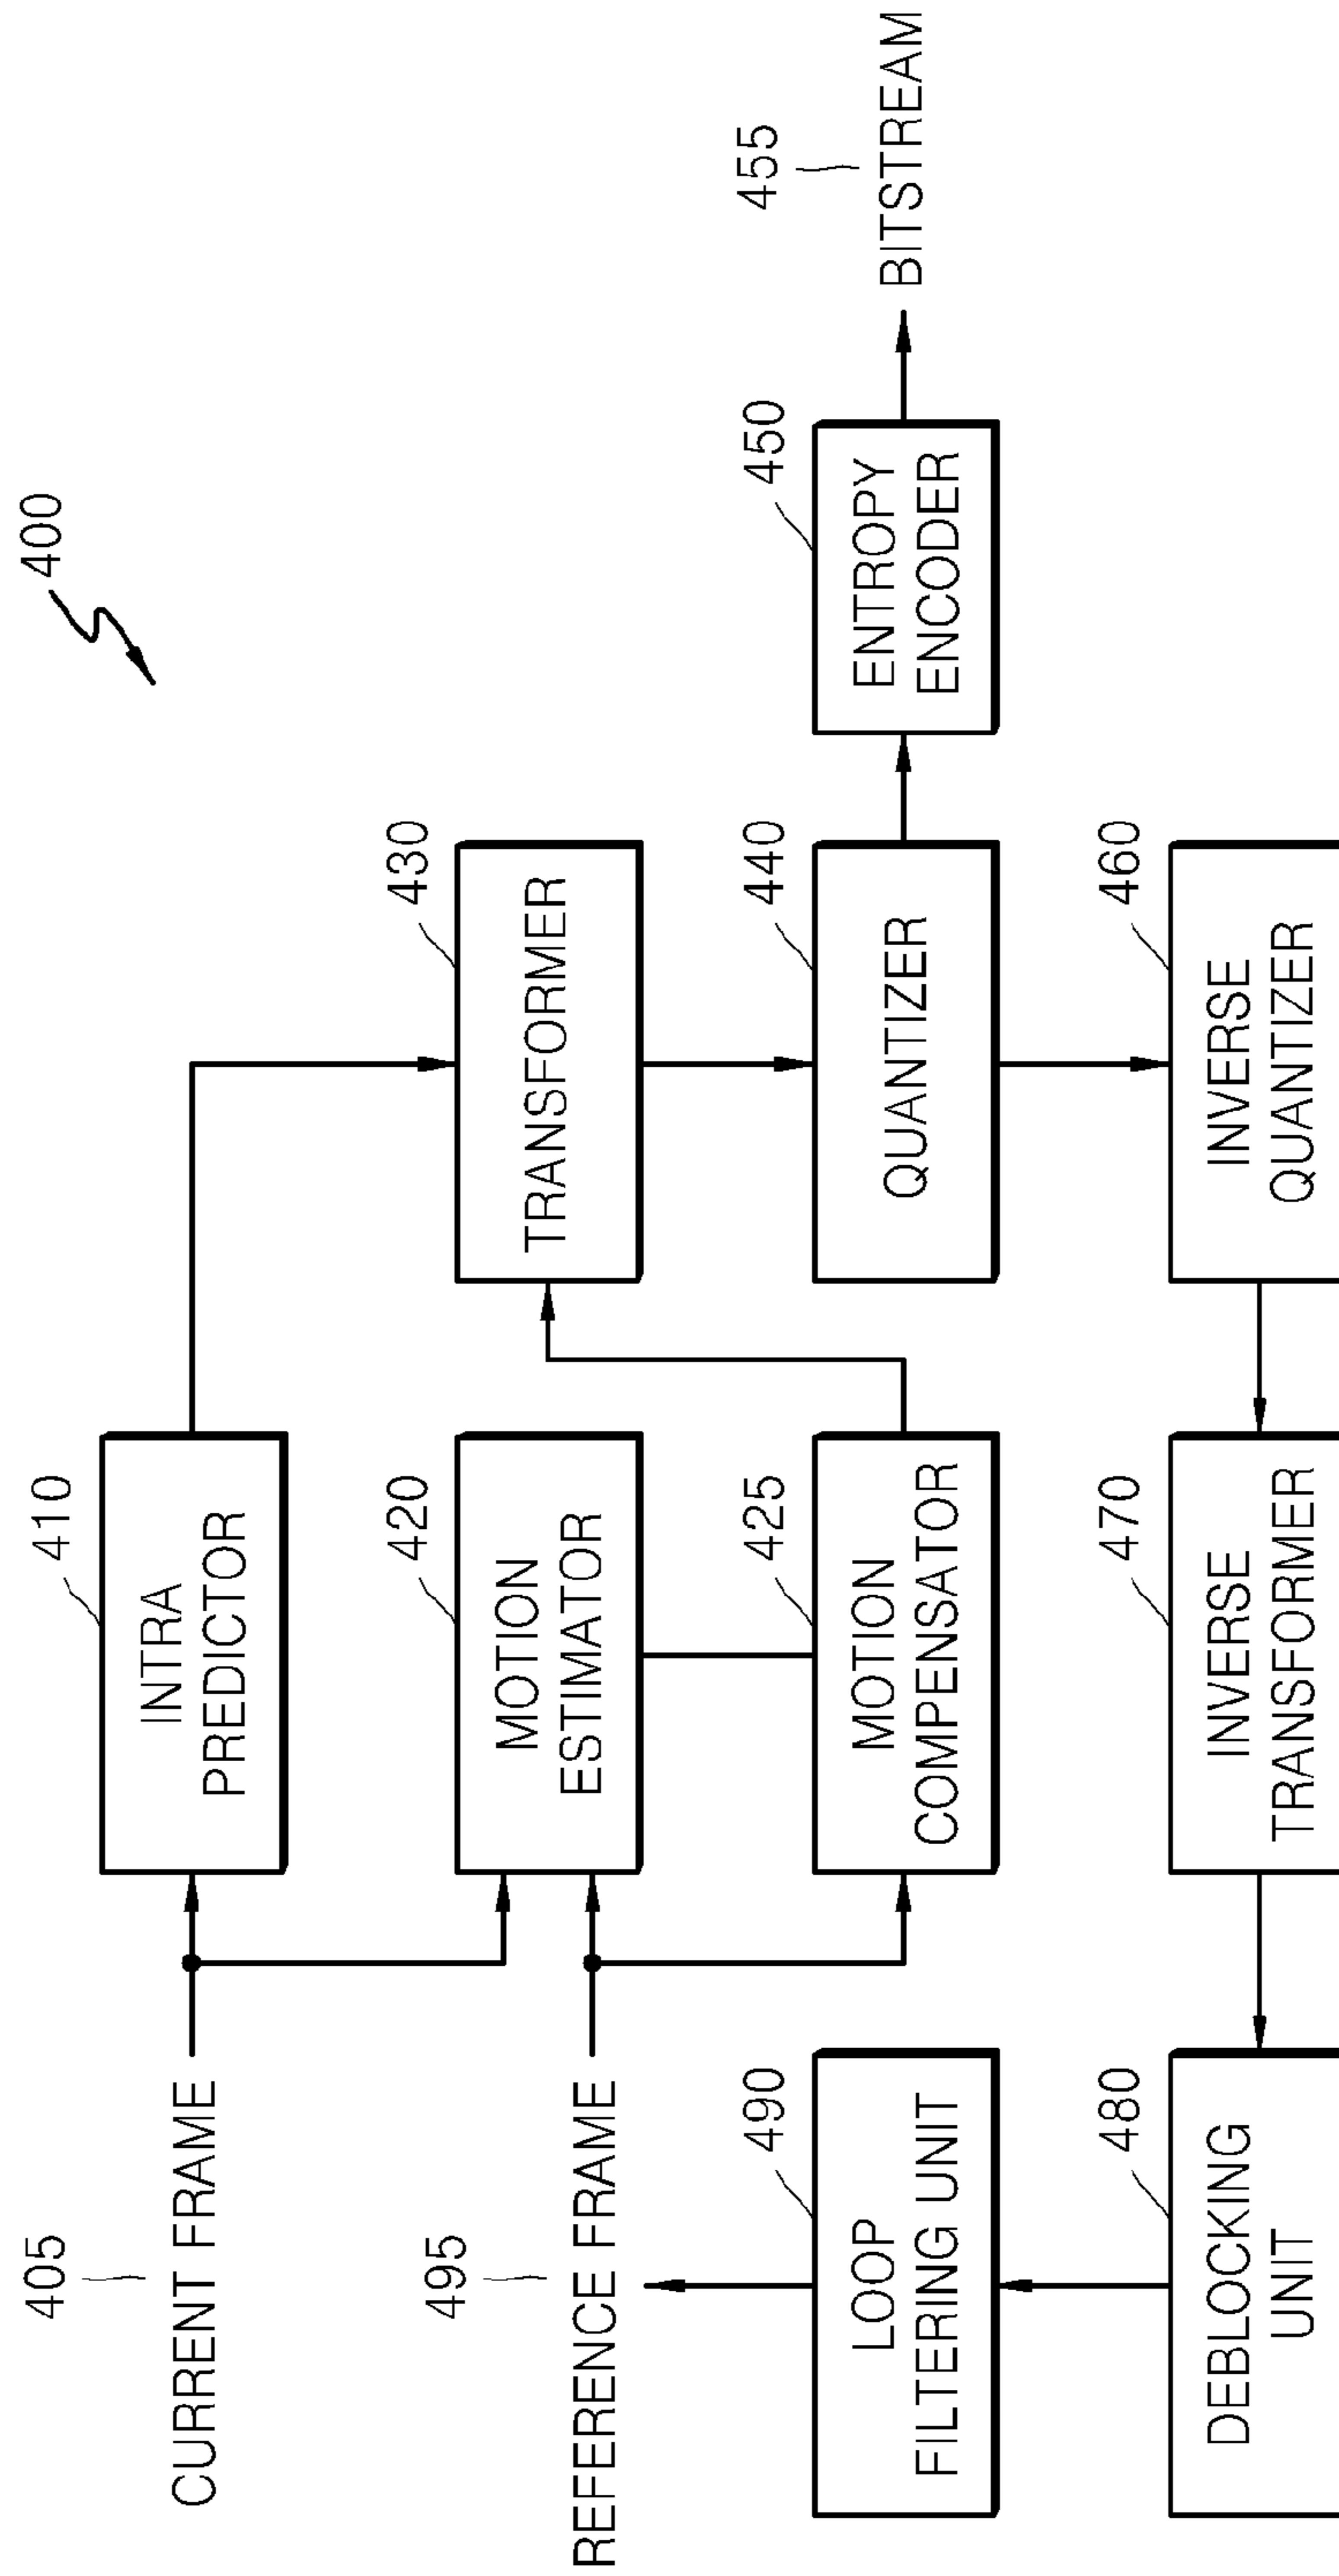 400
405
CURRENT FRAME
410
INTRA
PREDICTOR
495
REFERENCE FRAME
420
MOTION
ESTIMATOR
430
TRANSFORMER
490
LOOP
FILTERING UNIT
425
MOTION
COMPENSATOR
440
QUANTIZER
450
ENTROPY
ENCODER
455
BITSTREAM
480
DEBLOCKING
UNIT
470
INVERSE
TRANSFORMER
460
INVERSE
QUANTIZER